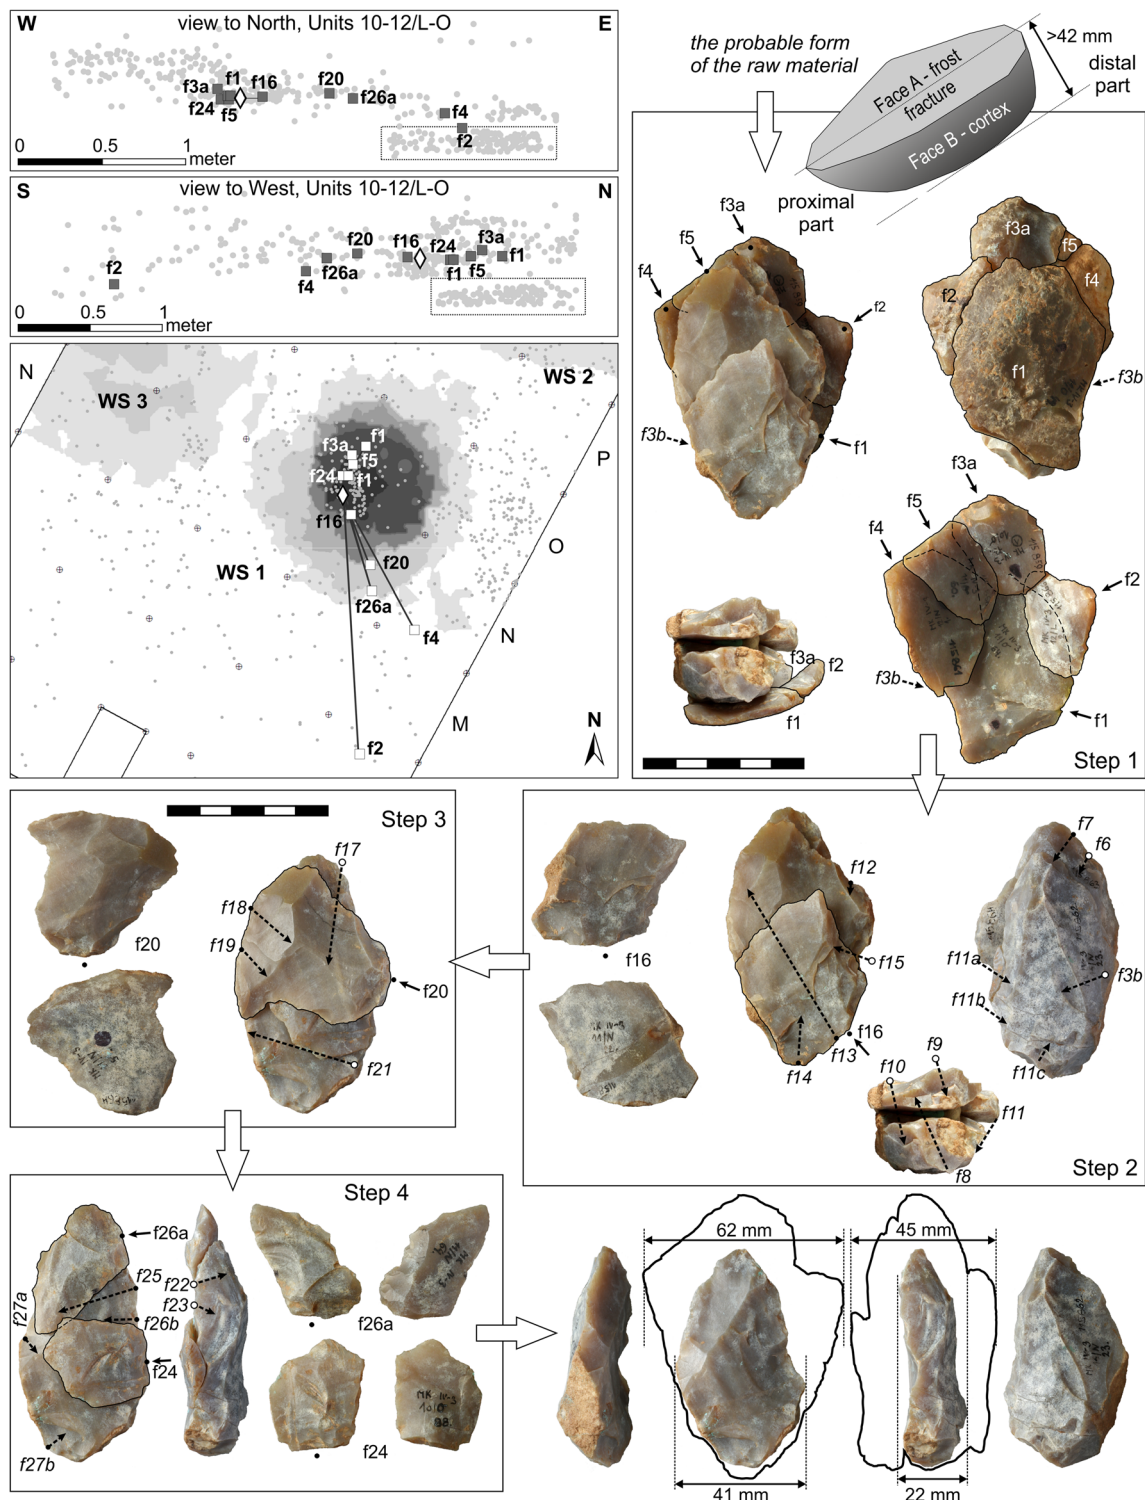 W
view to North, Units 10-12/L-O
E
f3a
f1
f16
f20
f24
f5
f26a
f4
f2
0
0.5
1
meter
S
view to West, Units 10-12/L-O
N
f2
f4
f26a
f20
f16
f24
f1
f5
f3a
f1
0
0.5
1
meter
N
WS 3
WS 2
P
f3a
f1
f5
f24
f1
f16
O
WS 1
f20
f26a
f4
N
M
f2
N
the probable form
of the raw material
>42 mm
distal
part
Face A - frost
fracture
Face B - cortex
proximal
part
f3a
f5
f4
f2
f3b
f1
f3a
f5
f4
f2
f1
f3b
f3a
f5
f4
f2
f3b
f1
f3a
f2
f1
Step 1
Step 3
f17
f18
f19
f20
f20
f21
f16
f12
f15
f16
f13
f14
f7
f6
f11a
f3b
f11b
f11c
f9
f10
f11
f8
Step 2
Step 4
f26a
f25
f22
f23
f27a
f26b
f24
f27b
f26a
MK IV-3
10/O
88.
f24
62 mm
45 mm
41 mm
22 mm